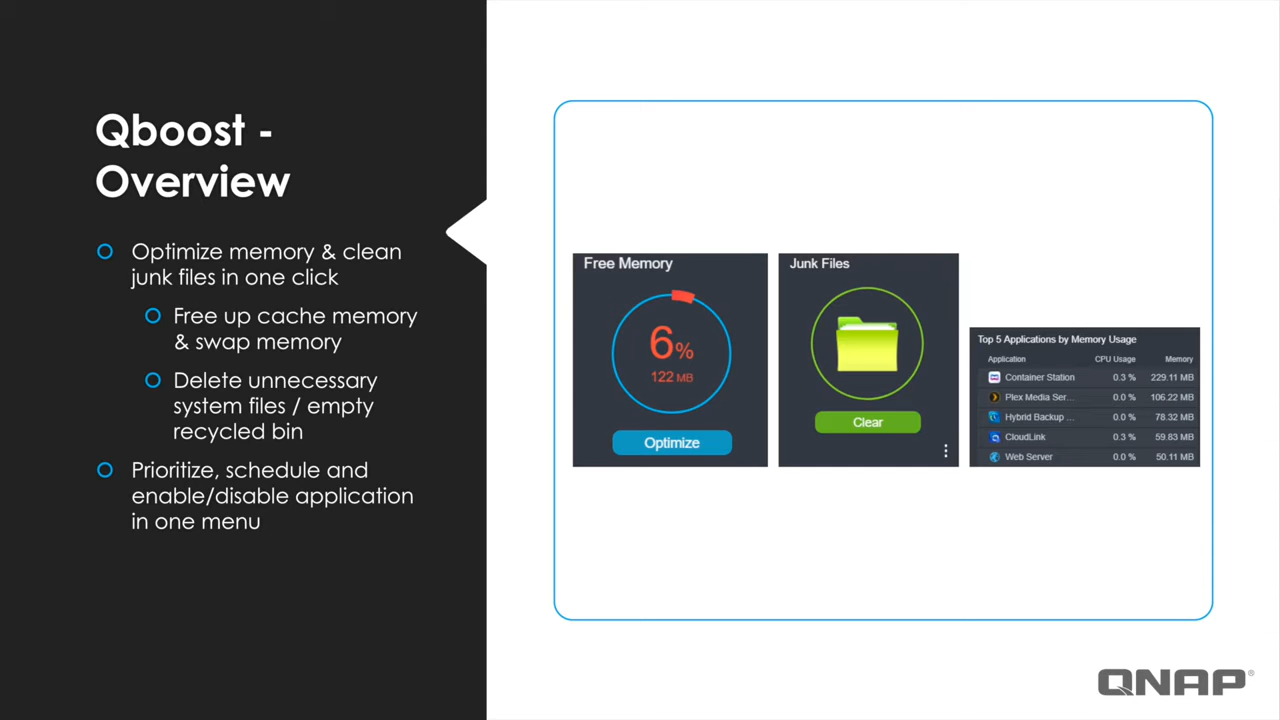 Qboost -
Overview
Optimize memory & clean
junk files in one click
Free up cache memory
& swap memory
Delete unnecessary
system files / empty
recycled bin
Prioritize, schedule and
enable/disable application
in one menu
Free Memory
6%
122 MB
Optimize
Junk Files
Clear
Top 5 Applications by Memory Usage
Application CPU Usage Memory
Container Station 0.3 % 229.11 MB
Plex Media Ser... 0.0 % 106.22 MB
Hybrid Backup ... 0.0 % 78.32 MB
CloudLink 0.3 % 59.83 MB
Web Server 0.0 % 50.11 MB
QNAP®